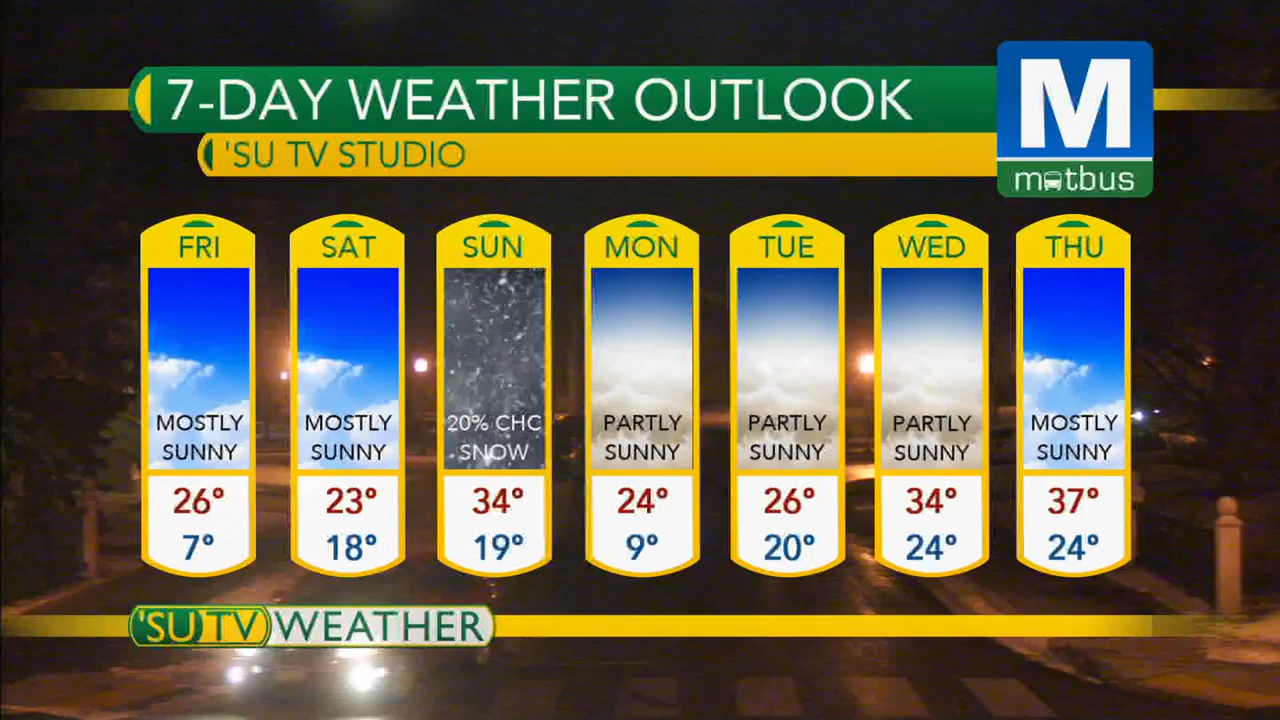 7-DAY WEATHER OUTLOOK
'SU TV STUDIO
M
matbus
FRI
MOSTLY
SUNNY
26°
7°
SAT
MOSTLY
SUNNY
23°
18°
SUN
20% CHC
SNOW
34°
19°
MON
PARTLY
SUNNY
24°
9°
TUE
PARTLY
SUNNY
26°
20°
WED
PARTLY
SUNNY
34°
24°
THU
MOSTLY
SUNNY
37°
24°
'SU TV WEATHER